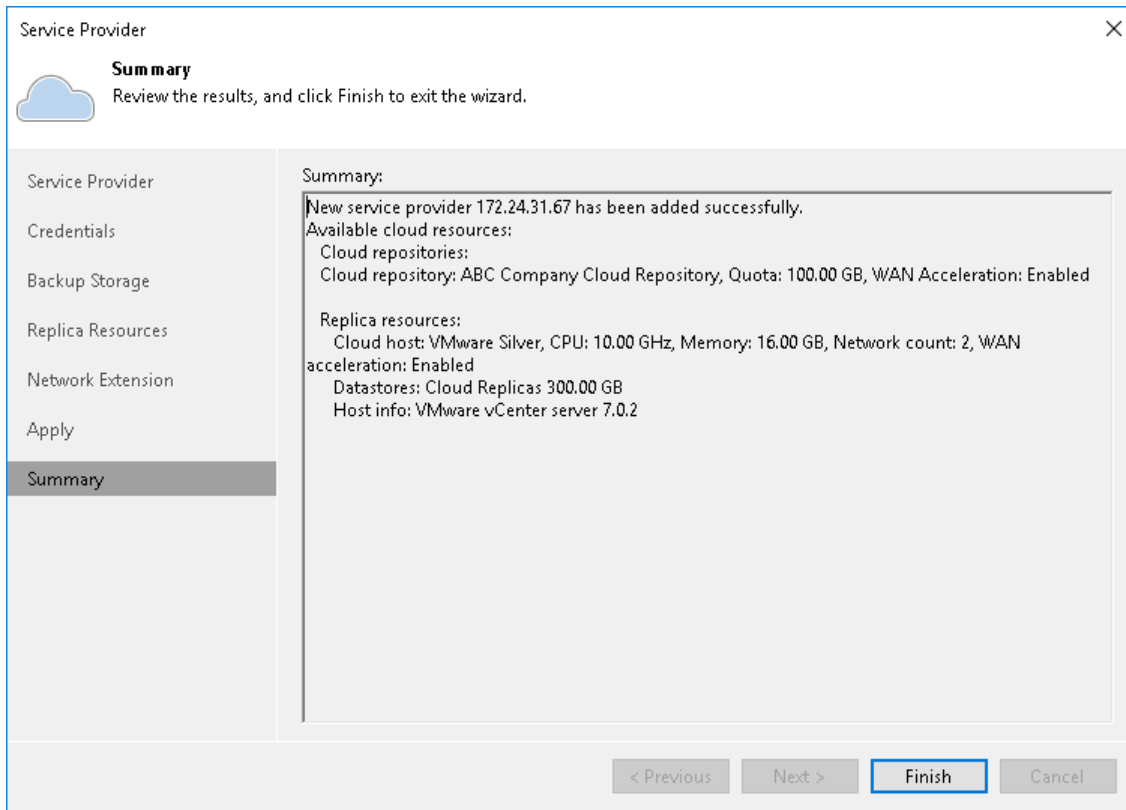 Service Provider
Summary
Review the results, and click Finish to exit the wizard.
Service Provider
Credentials
Backup Storage
Replica Resources
Network Extension
Apply
Summary
Summary:
New service provider 172.24.31.67 has been added successfully.
Available cloud resources:
Cloud repositories:
Cloud repository: ABC Company Cloud Repository, Quota: 100.00 GB, WAN Acceleration: Enabled
Replica resources:
Cloud host: VMware Silver, CPU: 10.00 GHz, Memory: 16.00 GB, Network count: 2, WAN
acceleration: Enabled
Datastores: Cloud Replicas 300.00 GB
Host info: VMware vCenter server 7.0.2
< Previous
Next >
Finish
Cancel